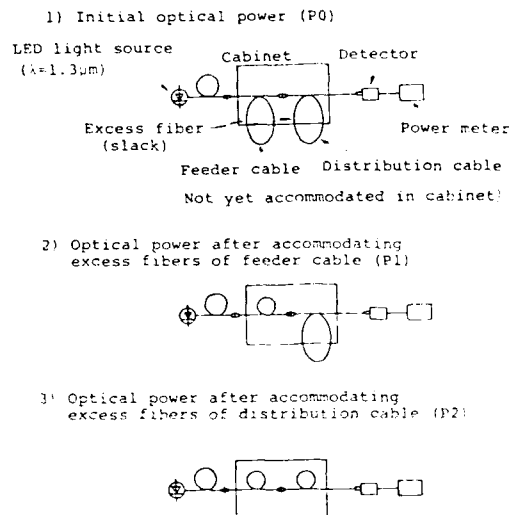 1) Initial optical power (P0)
LED light source
(λ=1.3μm)
Cabinet
Detector
Excess fiber
(slack)
Power meter
Feeder cable
Distribution cable
Not yet accommodated in cabinet)
2) Optical power after accommodating
excess fibers of feeder cable (P1)
3) Optical power after accommodating
excess fibers of distribution cable (P2)